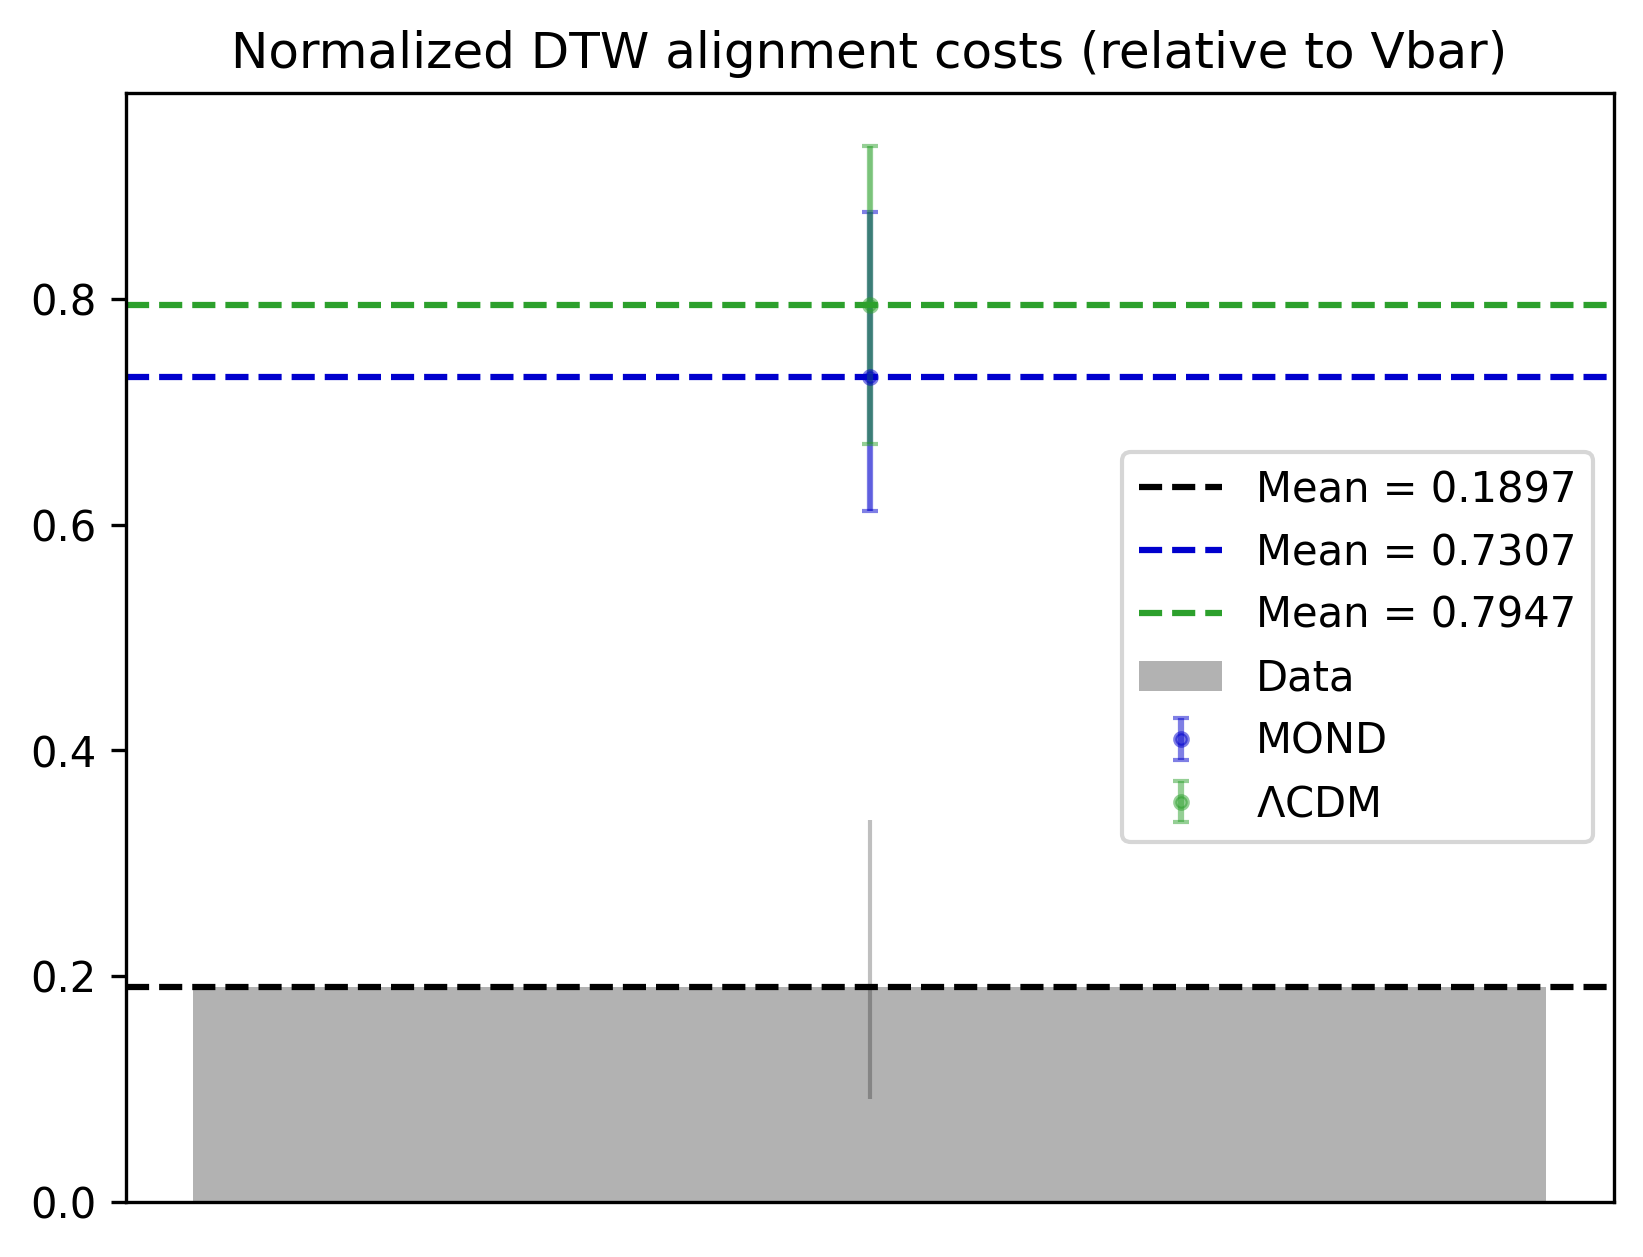 Normalized DTW alignment costs (relative to Vbar)
0.8
0.6
0.4
0.2
0.0
Mean = 0.1897
Mean = 0.7307
Mean = 0.7947
Data
MOND
ΛCDM